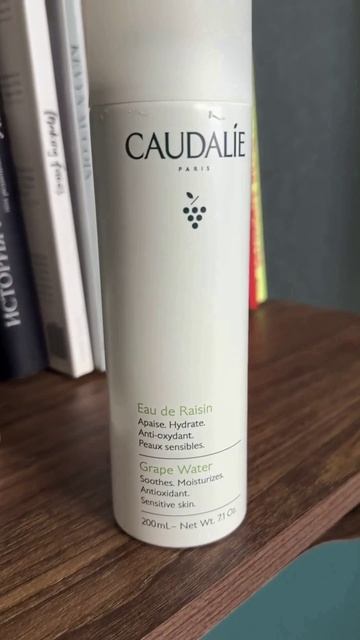 CAUDALÍE
PARIS
Eau de Raisin
Apaise. Hydrate.
Anti-oxydant.
Peaux sensibles.
Grape Water
Soothes. Moisturizes.
Antioxidant.
Sensitive skin.
200mL – Net Wt. 7.1 Oz.
ИСТОРИЯ